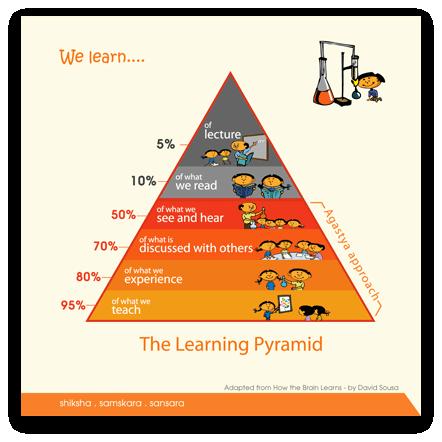 We learn....
5%
of
lecture
10%
of what
we read
50%
of what we
see and hear
70%
of what is
discussed with others
80%
of what we
experience
95%
of what we
teach
Agastya approach
The Learning Pyramid
Adapted from How the Brain Learns - by David Sousa
shiksha . samskara . sansara